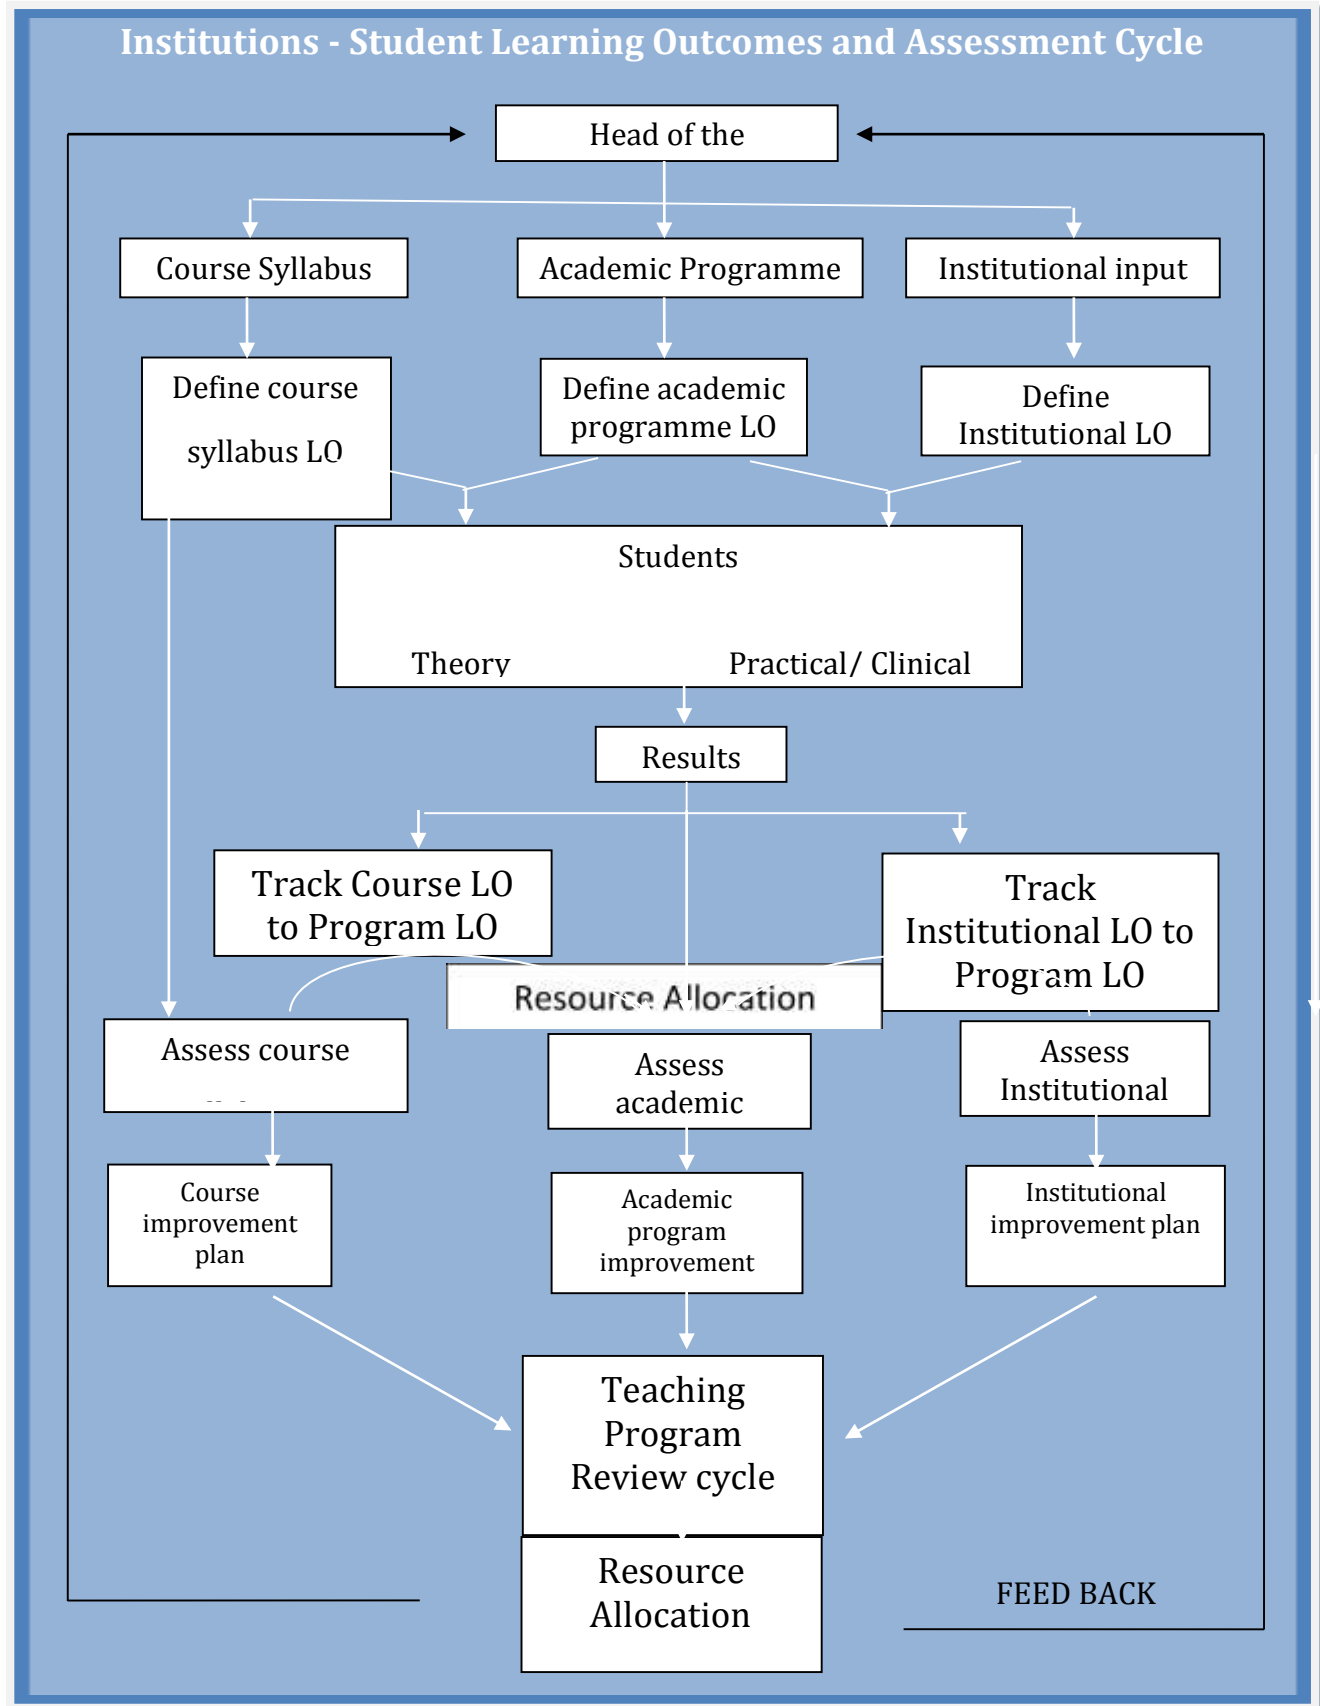 Institutions - Student Learning Outcomes and Assessment Cycle
Head of the
Course Syllabus
Academic Programme
Institutional input
Define course
syllabus LO
Define academic
programme LO
Define
Institutional LO
Students
Theory
Practical/ Clinical
Results
Track Course LO
to Program LO
Track
Institutional LO to
Program LO
Resource Allocation
Assess course
Assess
academic
Assess
Institutional
Course
improvement
plan
Academic
program
improvement
Institutional
improvement plan
Teaching
Program
Review cycle
Resource
Allocation
FEED BACK